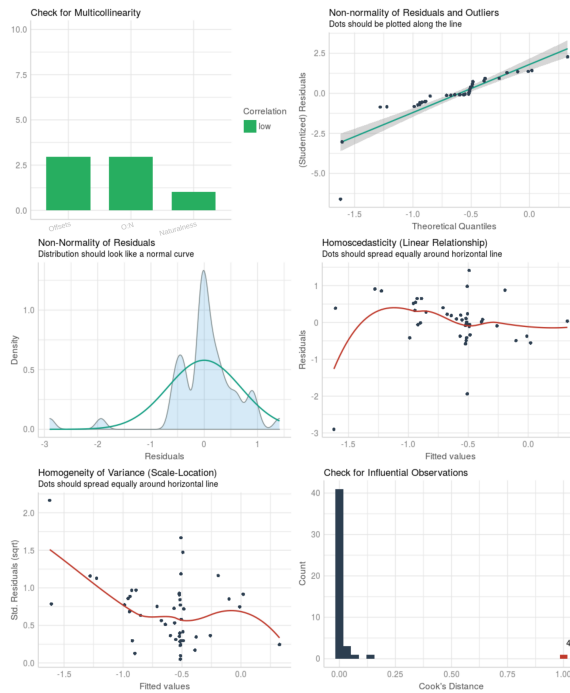 Check for Multicollinearity
10.0
7.5
5.0
2.5
0.0
Offsets
O:N
Naturalness
Correlation
low
Non-normality of Residuals and Outliers
Dots should be plotted along the line
(Studentized) Residuals
2.5
0.0
-2.5
-5.0
-1.5
-1.0
-0.5
0.0
Theoretical Quantiles
Non-Normality of Residuals
Distribution should look like a normal curve
Density
1.0
0.5
0.0
-3
-2
-1
0
1
Residuals
Homoscedasticity (Linear Relationship)
Dots should spread equally around horizontal line
Residuals
1
0
-1
-2
-3
-1.5
-1.0
-0.5
0.0
Fitted values
Homogeneity of Variance (Scale-Location)
Dots should spread equally around horizontal line
Std. Residuals (sqrt)
2.0
1.5
1.0
0.5
0.0
-1.5
-1.0
-0.5
0.0
Fitted values
Check for Influential Observations
Count
40
30
20
10
0
4
0.00
0.25
0.50
0.75
1.00
Cook's Distance